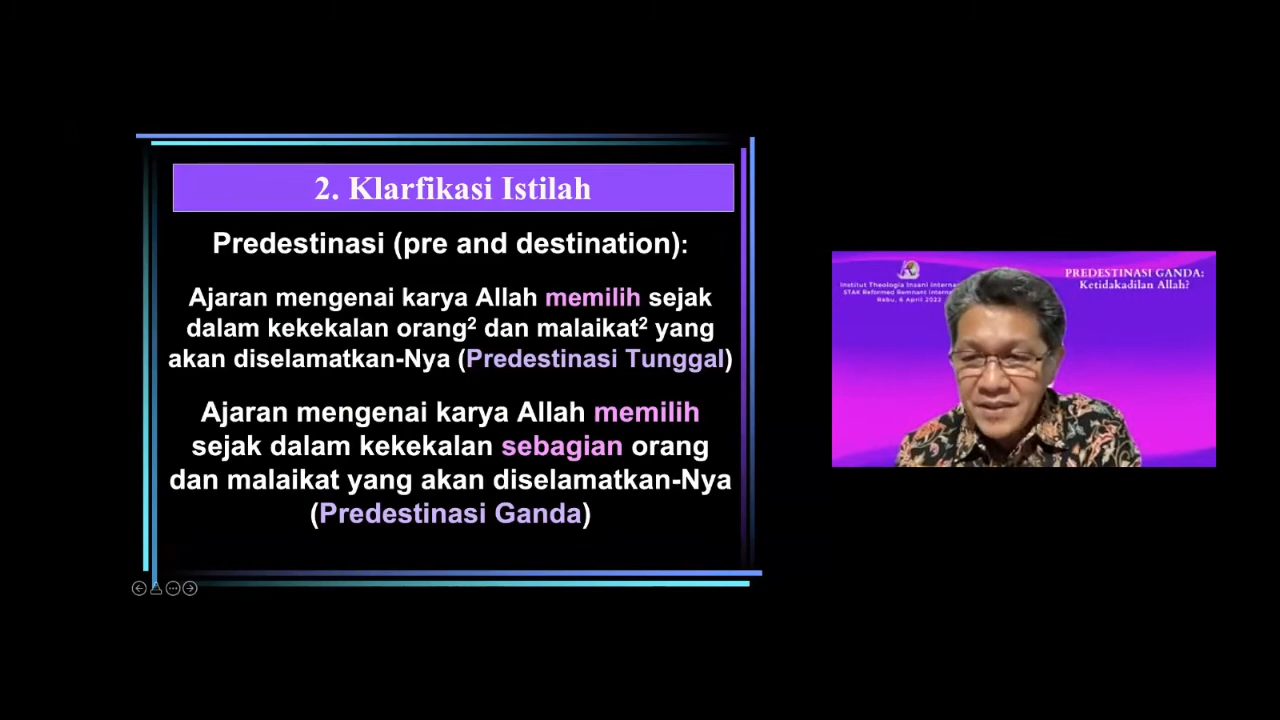 2. Klarfikasi Istilah
Predestinasi (pre and destination):
Ajaran mengenai karya Allah memilih sejak
dalam kekekalan orang² dan malaikat² yang
akan diselamatkan-Nya (Predestinasi Tunggal)
Ajaran mengenai karya Allah memilih
sejak dalam kekekalan sebagian orang
dan malaikat yang akan diselamatkan-Nya
(Predestinasi Ganda)
Institut Theologia Insani
STAK Reformed Remnant
Rabu, 6 April 2022
PREDESTINASI GANDA:
Ketidakadilan Allah?